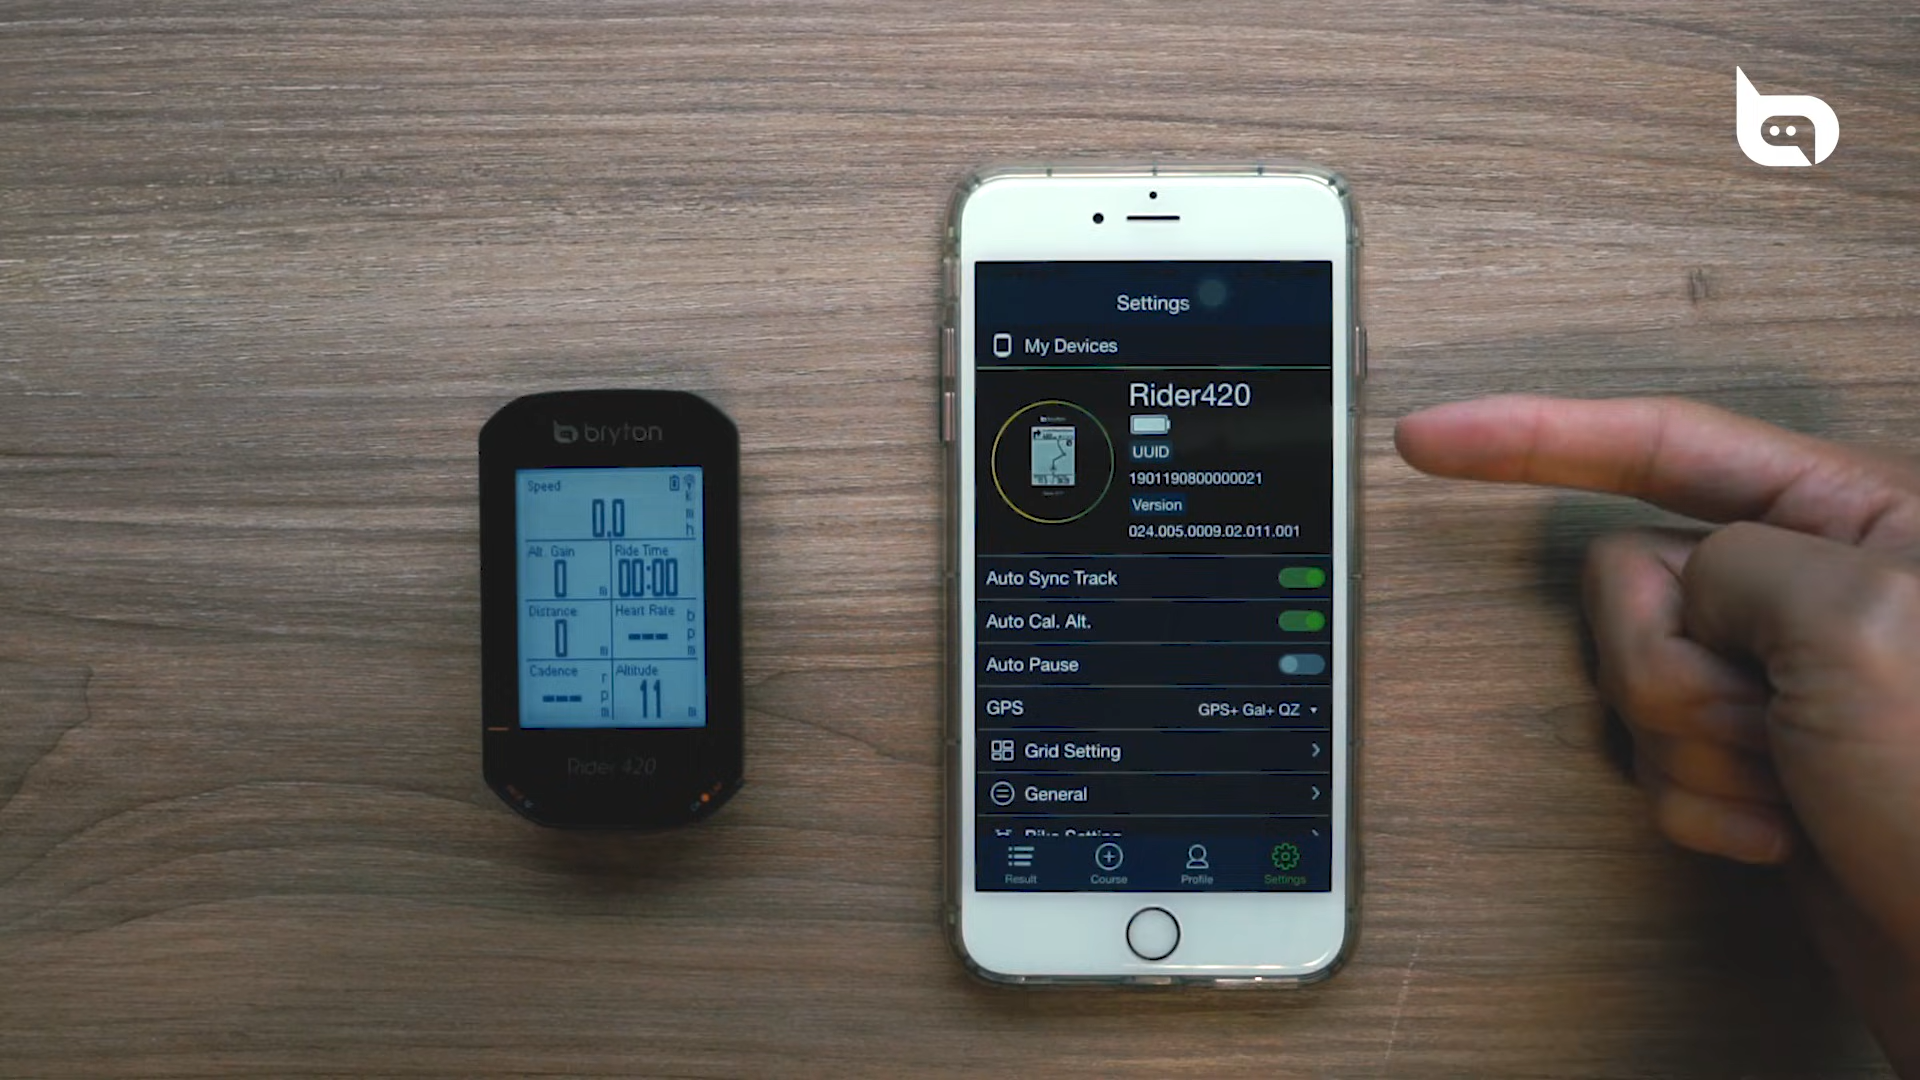 bryton
Speed
0.0
k
m
h
Alt. Gain
0
m
Ride Time
00:00
Distance
0
m
Heart Rate
---
b
p
m
Cadence
---
r
p
m
Altitude
11
m
Rider 420
Settings
My Devices
Rider420
UUID
1901190800000021
Version
024.005.0009.02.011.001
Auto Sync Track
Auto Cal. Alt.
Auto Pause
GPS GPS+ Gal+ QZ
Grid Setting
General
Bike Setting
Result Course Profile Settings